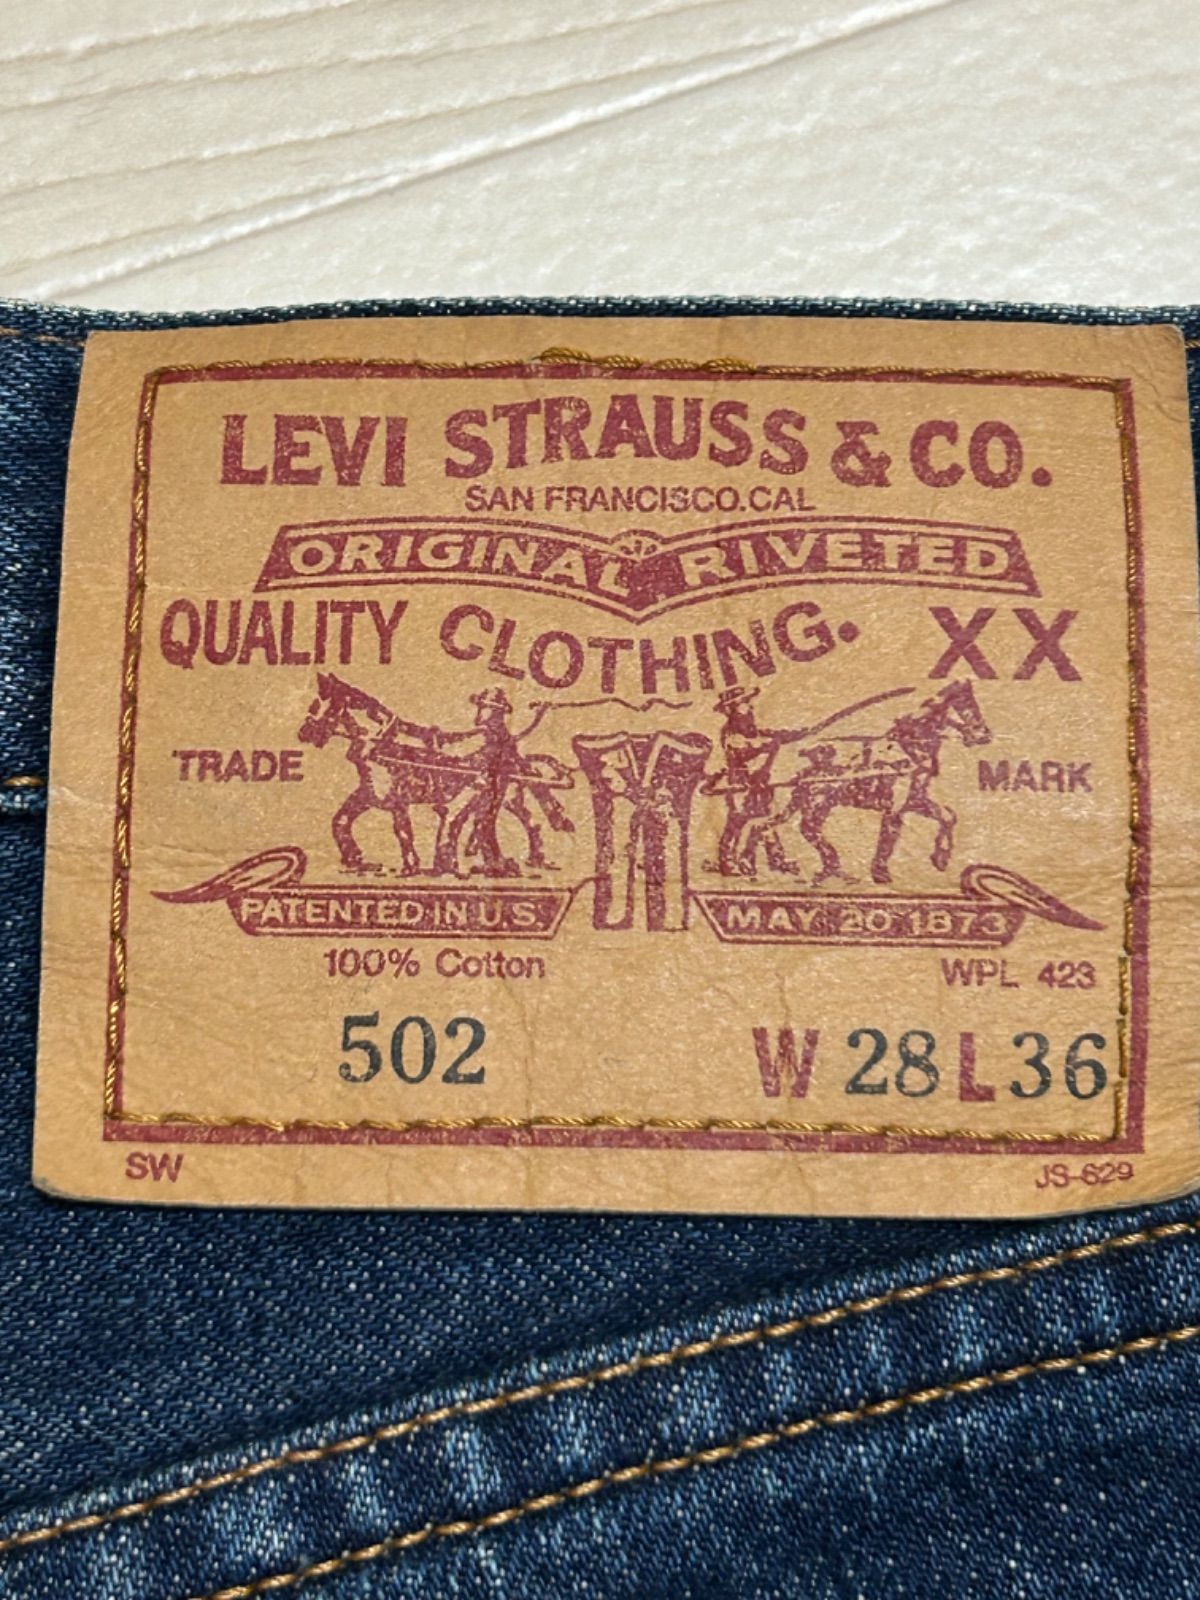 LEVI STRAUSS & CO.
SAN FRANCISCO.CAL
ORIGINAL RIVETED
QUALITY CLOTHING. XX
TRADE MARK
PATENTED IN U.S. MAY 20 1873
100% Cotton WPL 423
502 W 28 L 36
SW JS-629